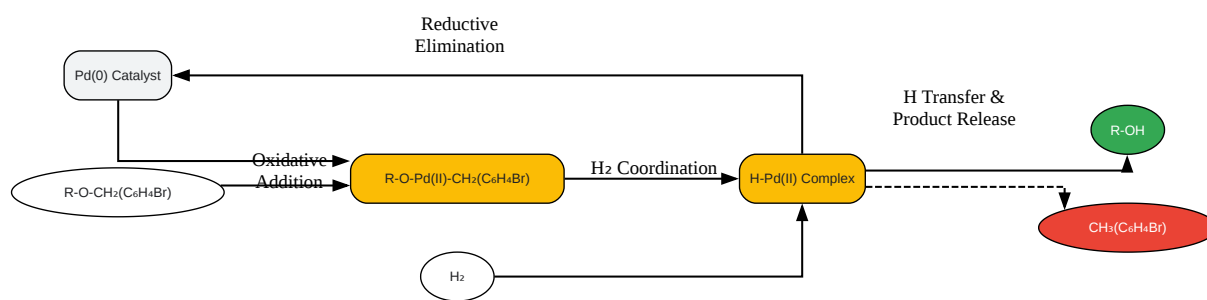 Reductive
Elimination
Pd(0) Catalyst
H Transfer &
Product Release
R-OH
Oxidative
Addition
R-O-CH₂(C₆H₄Br)
R-O-Pd(II)-CH₂(C₆H₄Br)
H₂ Coordination
H-Pd(II) Complex
CH₃(C₆H₄Br)
H₂